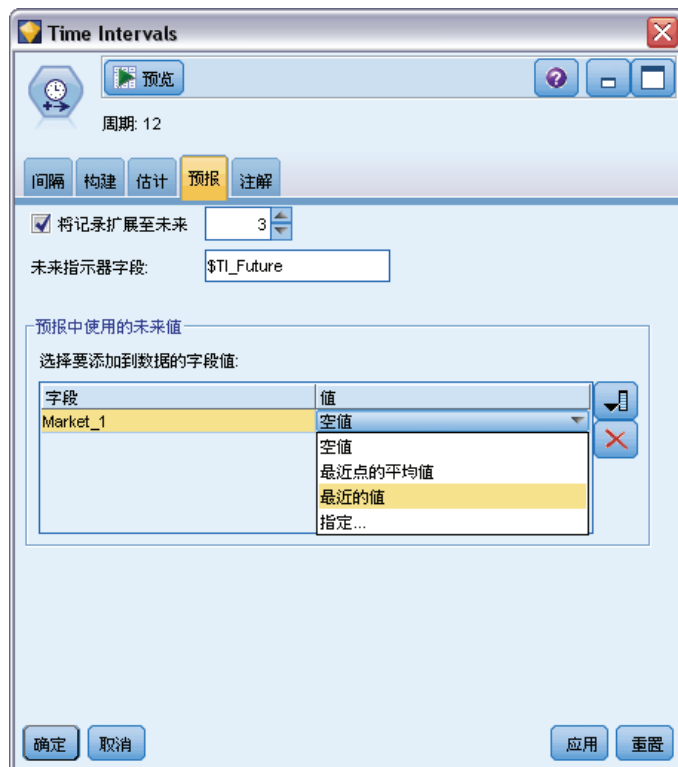 Time Intervals
预览
周期: 12
间隔 构建 估计 预报 注解
将记录扩展至未来 3
未来指示器字段: $TI_Future
预报中使用的未来值
选择要添加到数据的字段值:
字段 值
Market_1 空值
空值
最近点的平均值
最近的值
指定...
确定 取消 应用 重置